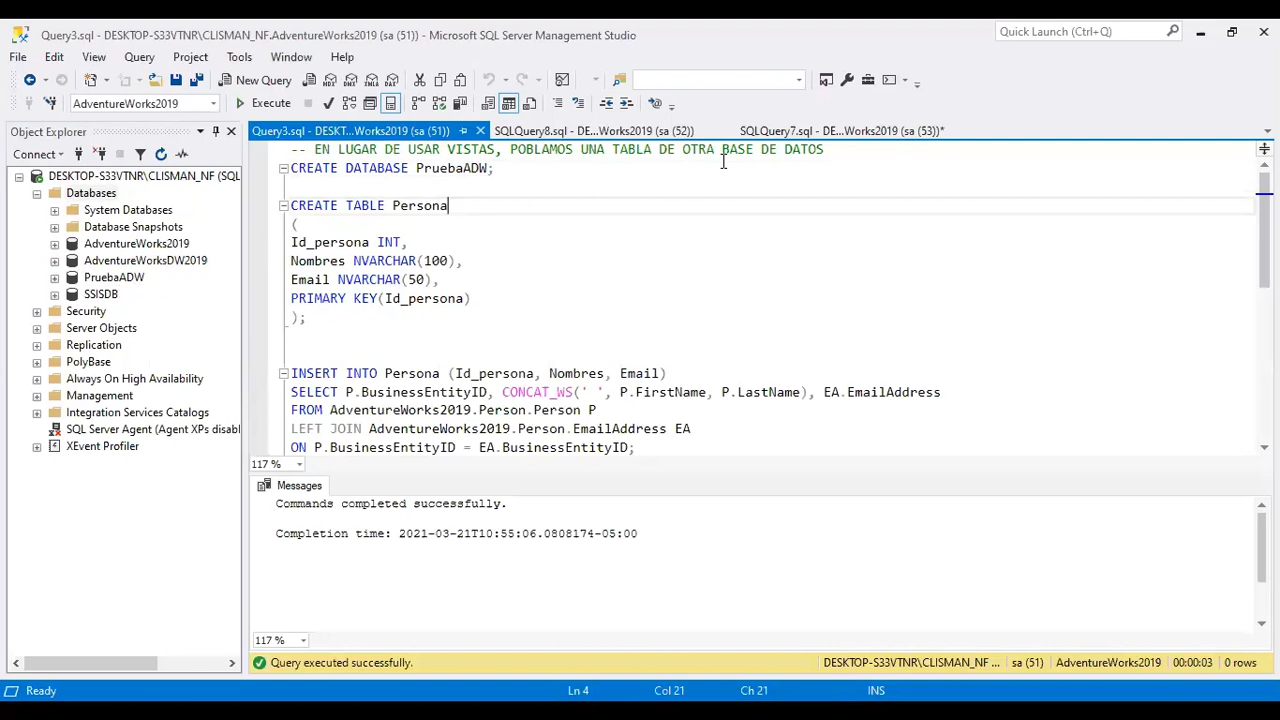 Query3.sql - DESKTOP-S33VTNR\CLISMAN_NF.AdventureWorks2019 (sa (51)) - Microsoft SQL Server Management Studio
Quick Launch (Ctrl+Q)
File Edit View Query Project Tools Window Help
New Query
MDX DMX XMLA DAX
AdventureWorks2019
Execute
Object Explorer
Query3.sql - DESKT...Works2019 (sa (51))
SQLQuery8.sql - DE...Works2019 (sa (52))
SQLQuery7.sql - DE...Works2019 (sa (53))*
Connect
DESKTOP-S33VTNR\CLISMAN_NF (SQL
Databases
System Databases
Database Snapshots
AdventureWorks2019
AdventureWorksDW2019
PruebaADW
SSISDB
Security
Server Objects
Replication
PolyBase
Always On High Availability
Management
Integration Services Catalogs
SQL Server Agent (Agent XPs disabl
XEvent Profiler
-- EN LUGAR DE USAR VISTAS, POBLAMOS UNA TABLA DE OTRA BASE DE DATOS
CREATE DATABASE PruebaADW;
CREATE TABLE Persona
(
Id_persona INT,
Nombres NVARCHAR(100),
Email NVARCHAR(50),
PRIMARY KEY(Id_persona)
);
INSERT INTO Persona (Id_persona, Nombres, Email)
SELECT P.BusinessEntityID, CONCAT_WS(' ', P.FirstName, P.LastName), EA.EmailAddress
FROM AdventureWorks2019.Person.Person P
LEFT JOIN AdventureWorks2019.Person.EmailAddress EA
ON P.BusinessEntityID = EA.BusinessEntityID;
117 %
Messages
Commands completed successfully.
Completion time: 2021-03-21T10:55:06.0808174-05:00
117 %
Query executed successfully.
DESKTOP-S33VTNR\CLISMAN_NF ... sa (51) AdventureWorks2019 00:00:03 0 rows
Ready
Ln 4 Col 21 Ch 21 INS